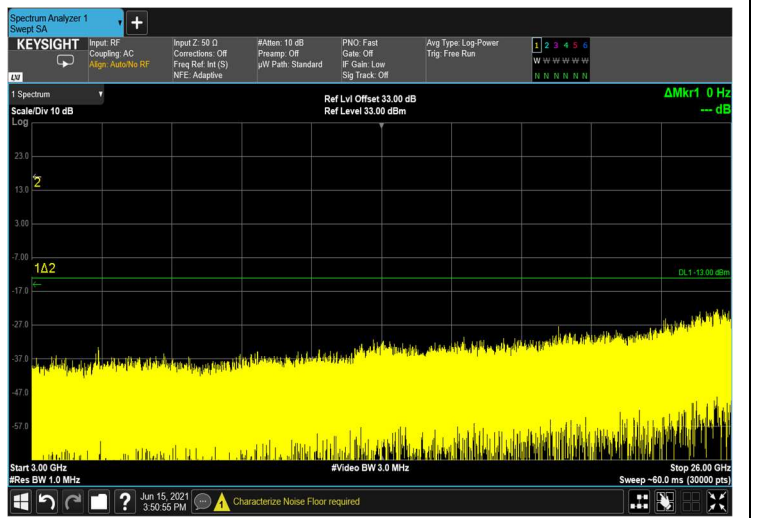 Spectrum Analyzer 1
Swept SA
KEYSIGHT
Input: RF
Coupling: AC
Align: Auto/No RF
Input Z: 50 Ω
Corrections: Off
Freq Ref: Int (S)
NFE: Adaptive
#Atten: 10 dB
Preamp: Off
µW Path: Standard
PNO: Fast
Gate: Off
IF Gain: Low
Sig Track: Off
Avg Type: Log-Power
Trig: Free Run
1 2 3 4 5 6
W W W W W W
N N N N N N
LXI
1 Spectrum
Scale/Div 10 dB
Log
Ref Lvl Offset 33.00 dB
Ref Level 33.00 dBm
ΔMkr1 0 Hz
--- dB
23.0
13.0
3.00
-7.00
-17.0
-27.0
-37.0
-47.0
-57.0
2
1Δ2
DL1 -13.00 dBm
Start 3.00 GHz
#Res BW 1.0 MHz
#Video BW 3.0 MHz
Stop 26.00 GHz
Sweep ~60.0 ms (30000 pts)
?
Jun 15, 2021
3:50:55 PM
1
Characterize Noise Floor required